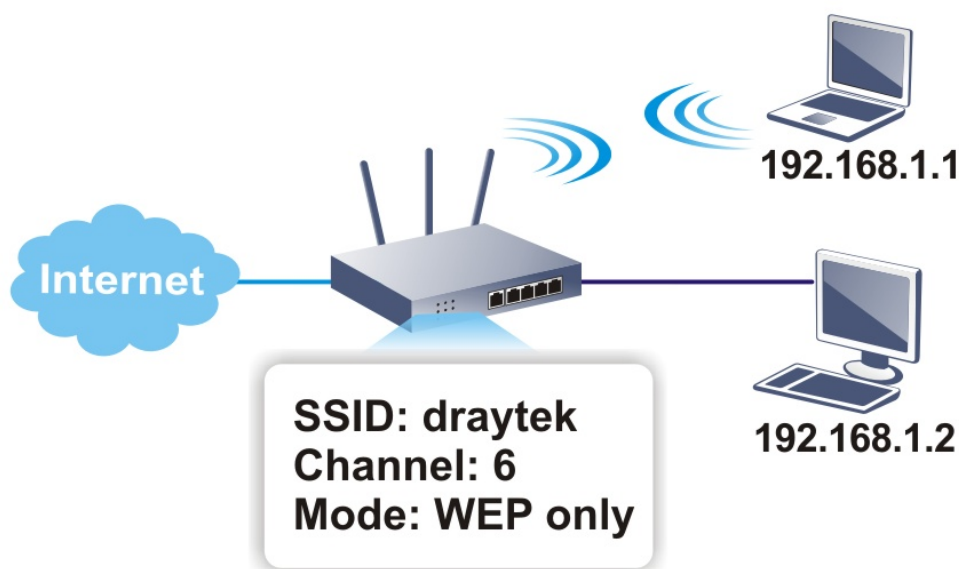 192.168.1.1
Internet
SSID: draytek
Channel: 6
Mode: WEP only
192.168.1.2